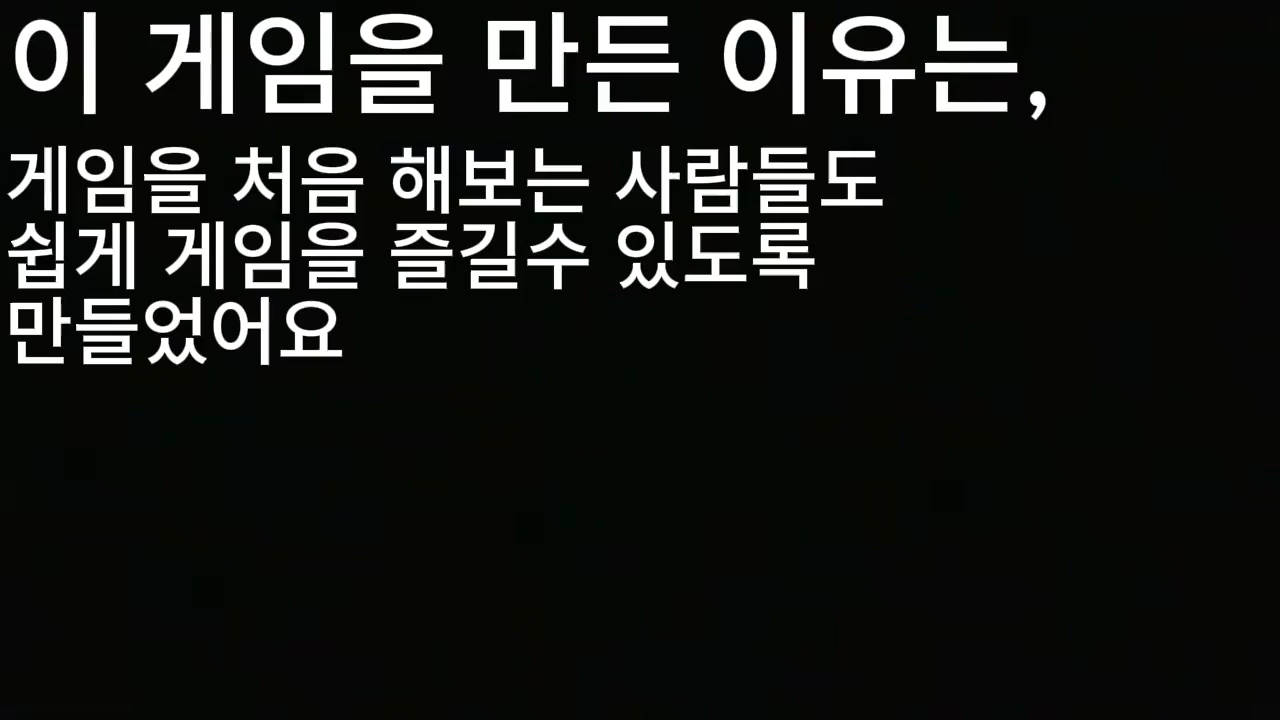 이 게임을 만든 이유는,
게임을 처음 해보는 사람들도
쉽게 게임을 즐길수 있도록
만들었어요